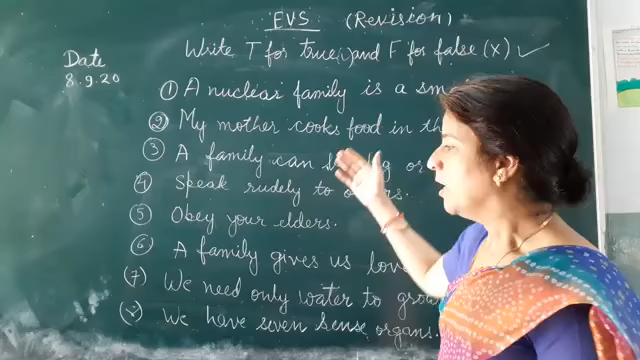 EVS (Revision)
Date
8.9.20
Write T for true(✓) and F for false (x) ✓
① A nuclear family is a
② My mother cooks food in
③ A family can
④ Speak rudely to others.
⑤ Obey your elders.
⑥ A family gives us love
(7) We need only water to grow
(8) We have seven sense organs.